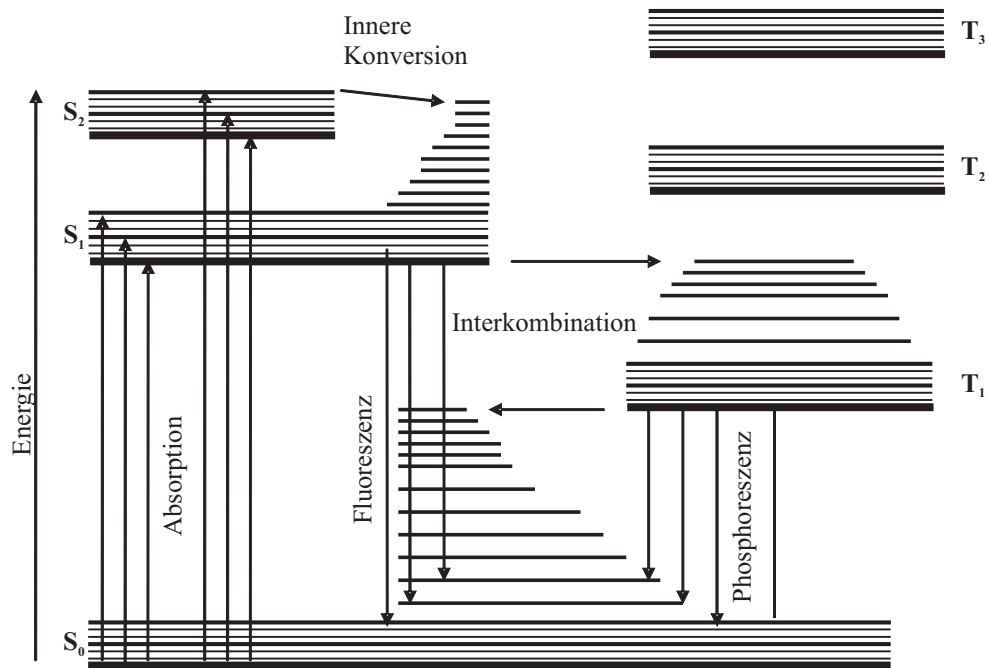 Innere
Konversion
T3
S2
T2
S1
Interkombination
T1
Energie
Absorption
Fluoreszenz
Phosphoreszenz
S0